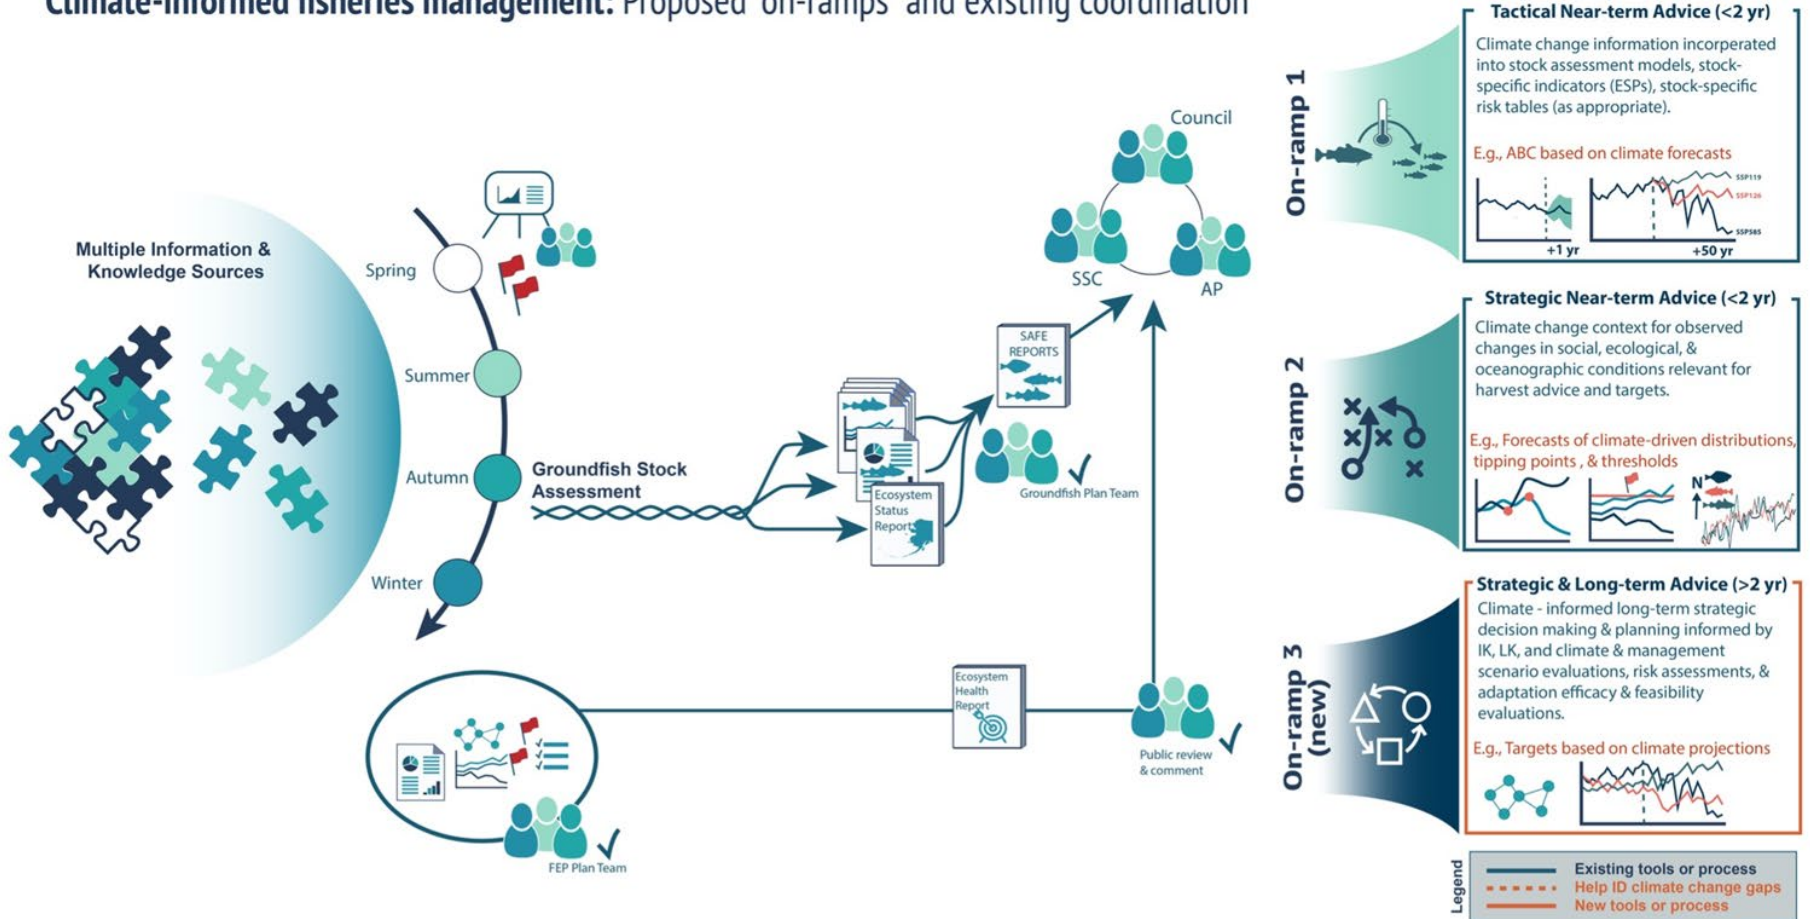 Climate-informed fisheries management: Proposed 'on-ramps' and existing coordination
Multiple Information &
Knowledge Sources
Spring
Summer
Autumn
Winter
Groundfish Stock
Assessment
Ecosystem
Status
Report
SAFE
REPORTS
Groundfish Plan Team
Council
SSC
AP
Ecosystem
Health
Report
Public review
& comment
FEP Plan Team
On-ramp 1
Tactical Near-term Advice (<2 yr)
Climate change information incorperated
into stock assessment models, stock-
specific indicators (ESPs), stock-specific
risk tables (as appropriate).
E.g., ABC based on climate forecasts
SSP119
SSP126
SSP585
+1 yr
+50 yr
On-ramp 2
Strategic Near-term Advice (<2 yr)
Climate change context for observed
changes in social, ecological, &
oceanographic conditions relevant for
harvest advice and targets.
E.g., Forecasts of climate-driven distributions,
tipping points , & thresholds
N
On-ramp 3
(new)
Strategic & Long-term Advice (>2 yr)
Climate - informed long-term strategic
decision making & planning informed by
IK, LK, and climate & management
scenario evaluations, risk assessments, &
adaptation efficacy & feasibility
evaluations.
E.g., Targets based on climate projections
Legend
Existing tools or process
Help ID climate change gaps
New tools or process